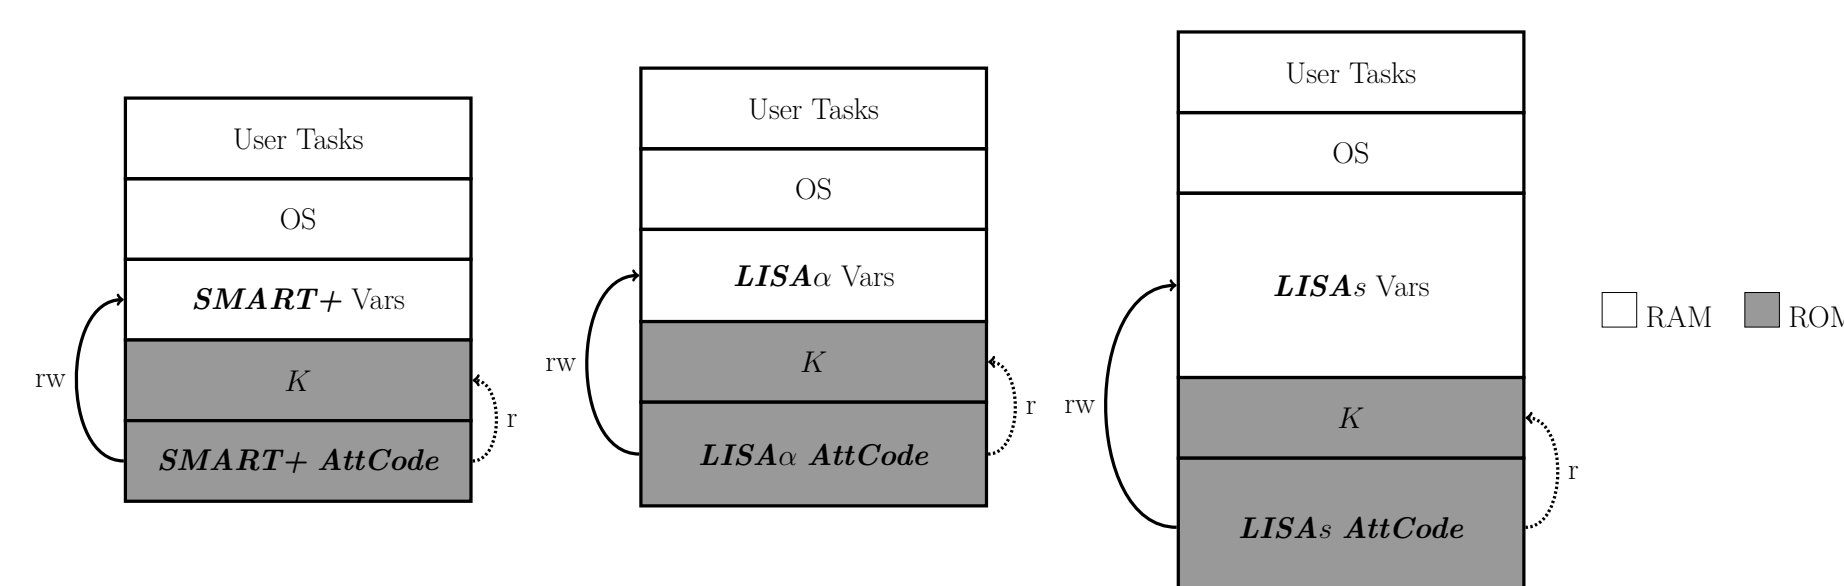 User Tasks
OS
SMART+ Vars
K
SMART+ AttCode
rw
r
User Tasks
OS
LISAα Vars
K
LISAα AttCode
rw
r
User Tasks
OS
LISAs Vars
K
LISAs AttCode
rw
r
RAM
ROM